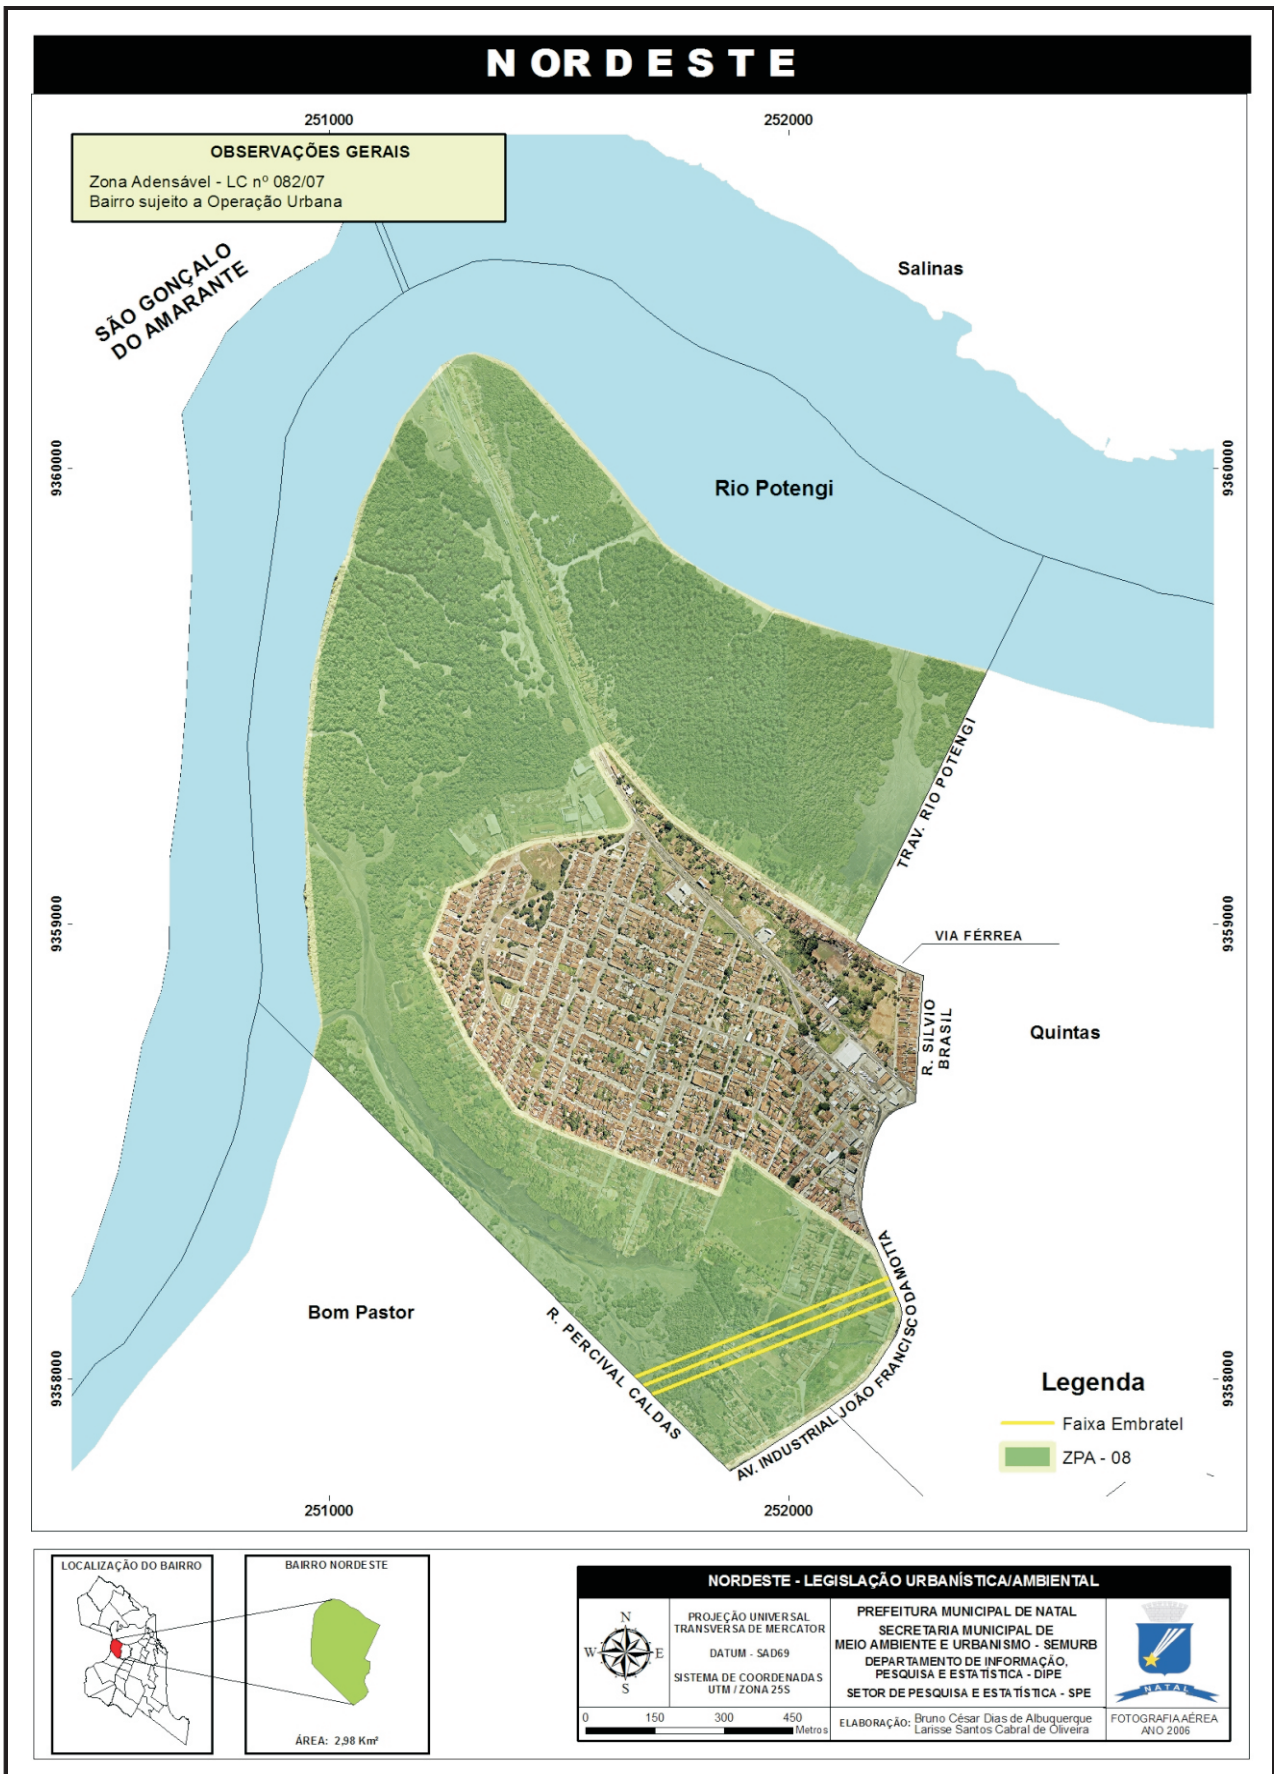 NORDESTE
251000
252000
OBSERVAÇÕES GERAIS
Zona Adensável - LC nº 082/07
Bairro sujeito a Operação Urbana
SÃO GONÇALO
DO AMARANTE
Salinas
9360000
9360000
Rio Potengi
TRAV. RIO POTENGI
9359000
9359000
VIA FÉRREA
R. SILVIO
BRASIL
Quintas
Bom Pastor
R. PERCIVAL CALDAS
AV. INDUSTRIAL JOÃO FRANCISCO DA MOTTA
9358000
9358000
Legenda
Faixa Embratel
ZPA - 08
251000
252000
LOCALIZAÇÃO DO BAIRRO
BAIRRO NORDESTE
ÁREA: 2,98 Km²
NORDESTE - LEGISLAÇÃO URBANÍSTICA/AMBIENTAL
N
W
E
S
PROJEÇÃO UNIVERSAL
TRANSVERSA DE MERCATOR
DATUM - SAD69
SISTEMA DE COORDENADAS
UTM / ZONA 25S
PREFEITURA MUNICIPAL DE NATAL
SECRETARIA MUNICIPAL DE
MEIO AMBIENTE E URBANISMO - SEMURB
DEPARTAMENTO DE INFORMAÇÃO,
PESQUISA E ESTATÍSTICA - DIPE
SETOR DE PESQUISA E ESTATÍSTICA - SPE
NATAL
0 150 300 450
Metros
ELABORAÇÃO: Bruno César Dias de Albuquerque
Larisse Santos Cabral de Oliveira
FOTOGRAFIA AÉREA
ANO 2006